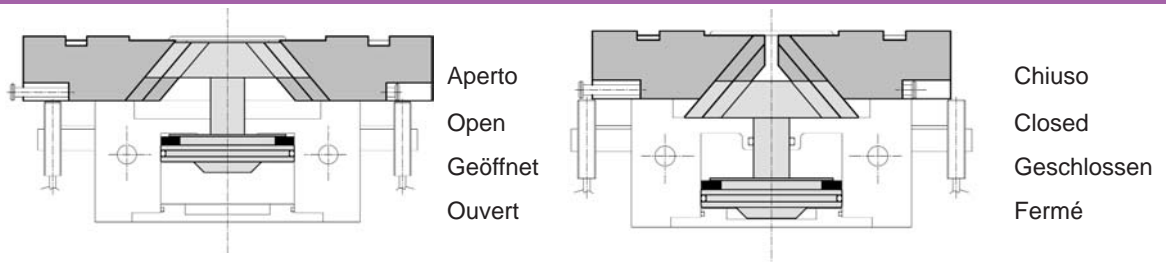 Aperto
Open
Geöffnet
Ouvert
Chiuso
Closed
Geschlossen
Fermé